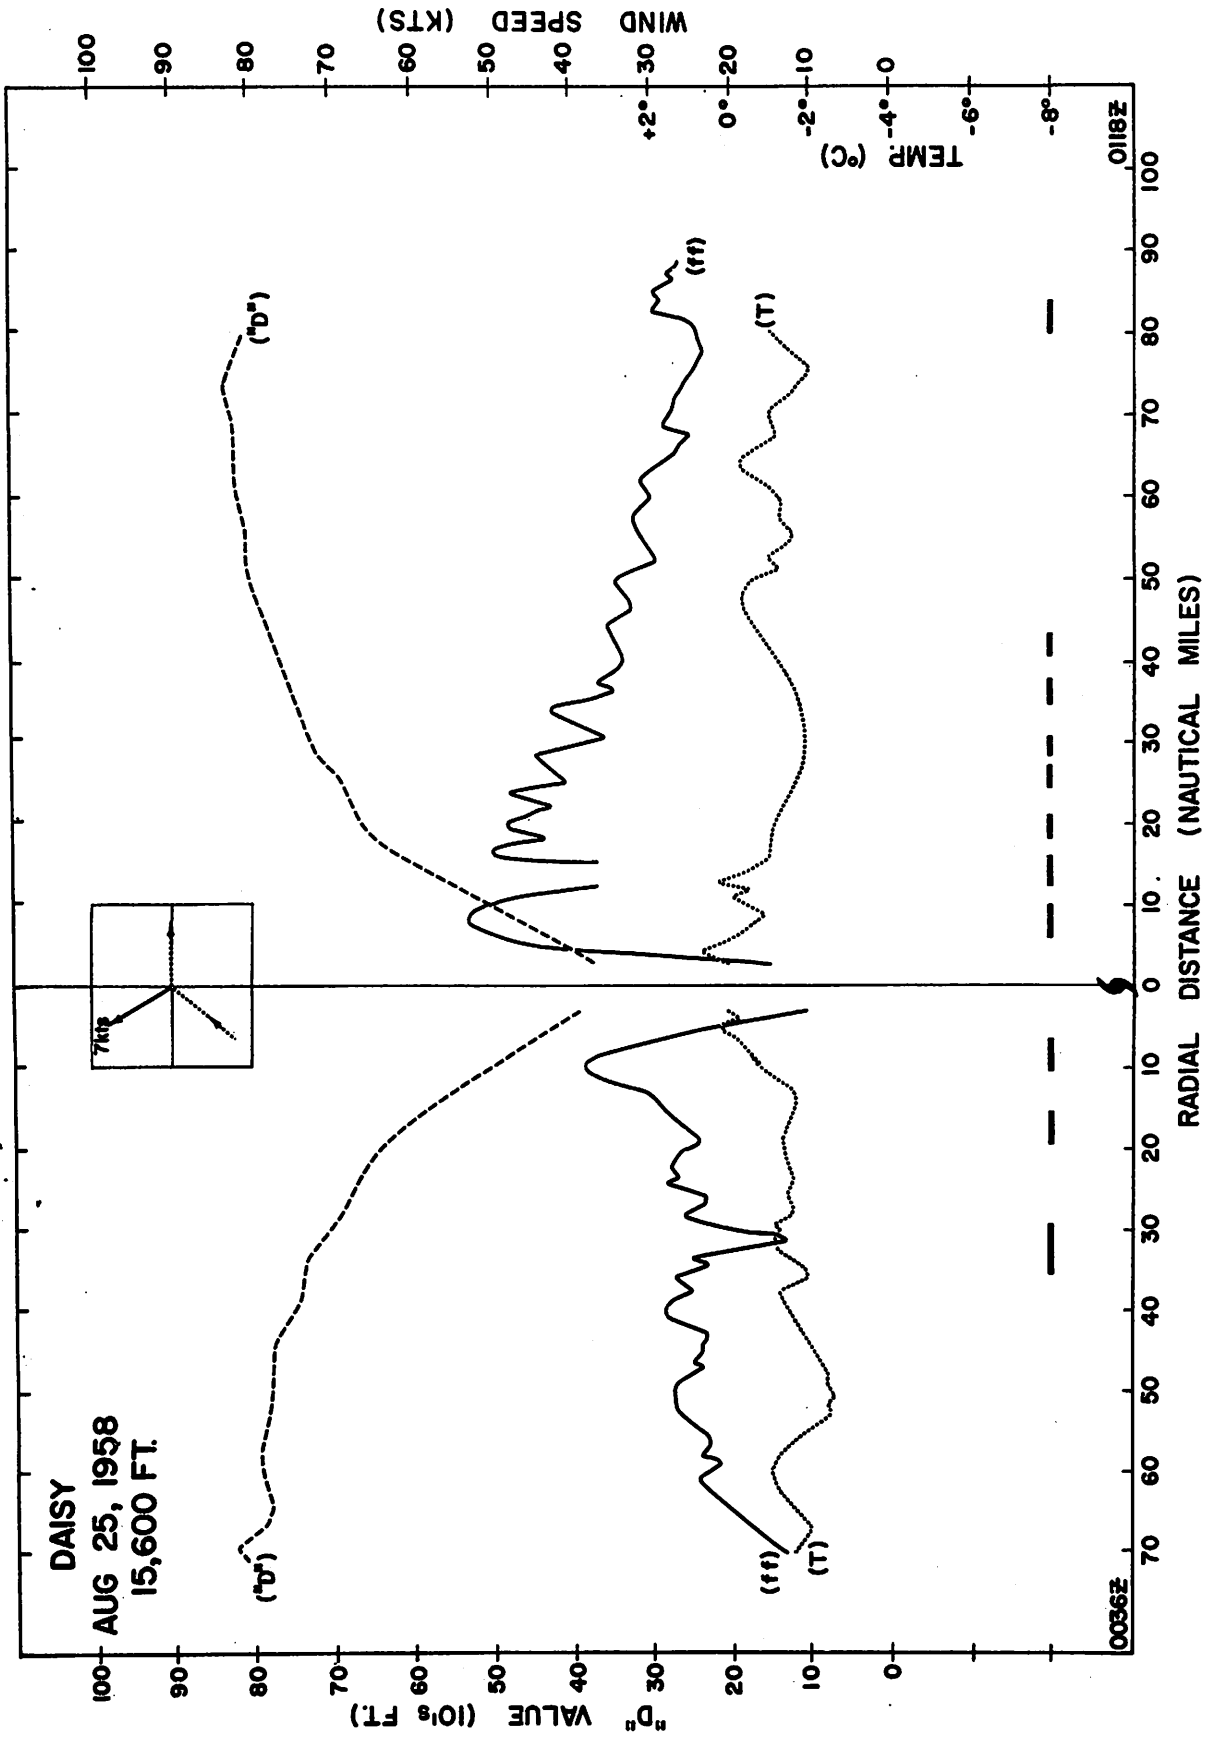 DAISY
AUG 25, 1958
15,600 FT.
7kts
"D" VALUE (10's FT.)
100
90
80
70
60
50
40
30
20
10
0
WIND SPEED (KTS)
100
90
80
70
60
50
40
30
20
10
0
TEMP. (°C)
+2°
0°
-2°
-4°
-6°
-8°
("D")
("D")
(ff)
(ff)
(T)
(T)
0036Z
0118Z
70 60 50 40 30 20 10 0 10 20 30 40 50 60 70 80 90 100
RADIAL DISTANCE (NAUTICAL MILES)